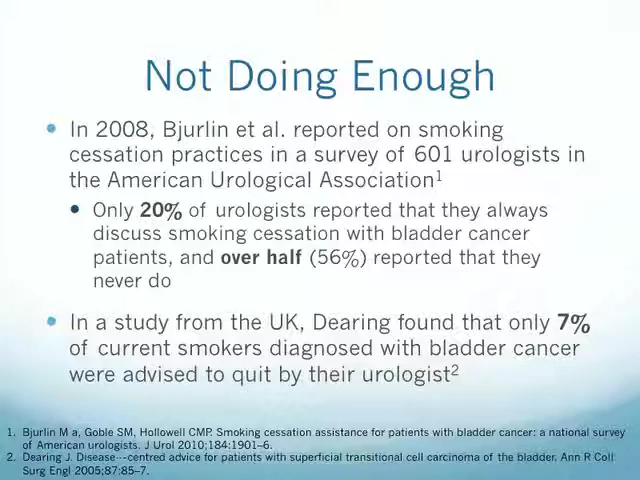 Not Doing Enough
• In 2008, Bjurlin et al. reported on smoking
cessation practices in a survey of 601 urologists in
the American Urological Association1
• Only 20% of urologists reported that they always
discuss smoking cessation with bladder cancer
patients, and over half (56%) reported that they
never do
• In a study from the UK, Dearing found that only 7%
of current smokers diagnosed with bladder cancer
were advised to quit by their urologist2
1. Bjurlin M a, Goble SM, Hollowell CMP. Smoking cessation assistance for patients with bladder cancer: a national survey
of American urologists. J Urol 2010;184:1901–6.
2. Dearing J. Disease---centred advice for patients with superficial transitional cell carcinoma of the bladder. Ann R Coll
Surg Engl 2005;87:85–7.